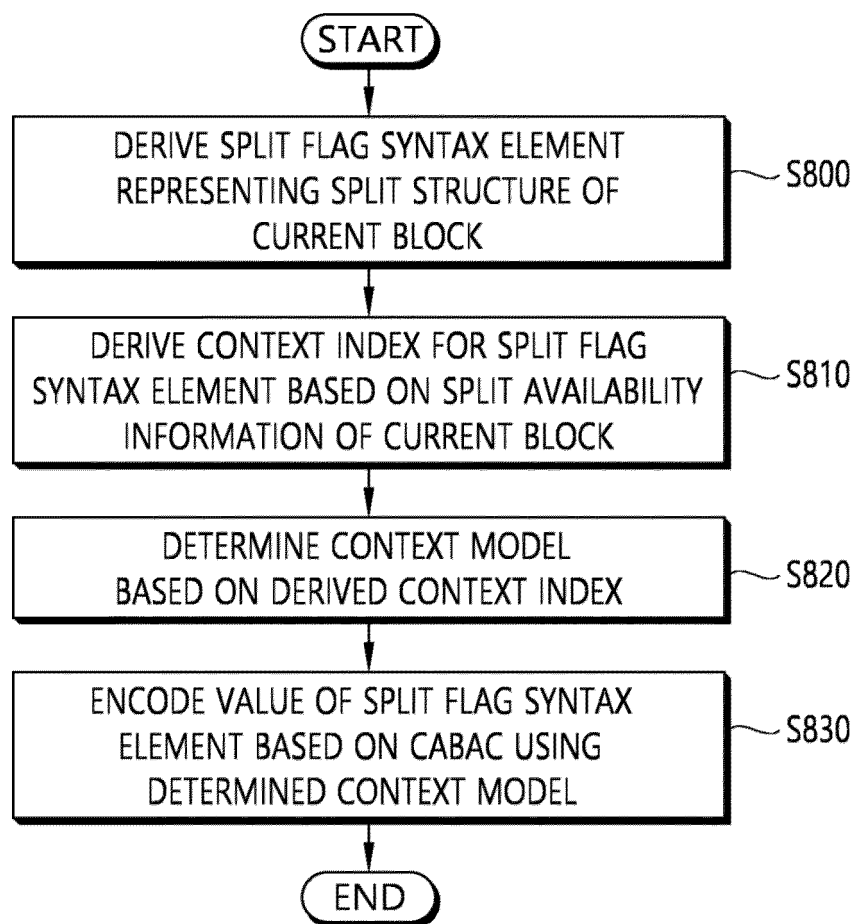 START
DERIVE SPLIT FLAG SYNTAX ELEMENT
REPRESENTING SPLIT STRUCTURE OF
CURRENT BLOCK
S800
DERIVE CONTEXT INDEX FOR SPLIT FLAG
SYNTAX ELEMENT BASED ON SPLIT AVAILABILITY
INFORMATION OF CURRENT BLOCK
S810
DETERMINE CONTEXT MODEL
BASED ON DERIVED CONTEXT INDEX
S820
ENCODE VALUE OF SPLIT FLAG SYNTAX
ELEMENT BASED ON CABAC USING
DETERMINED CONTEXT MODEL
S830
END